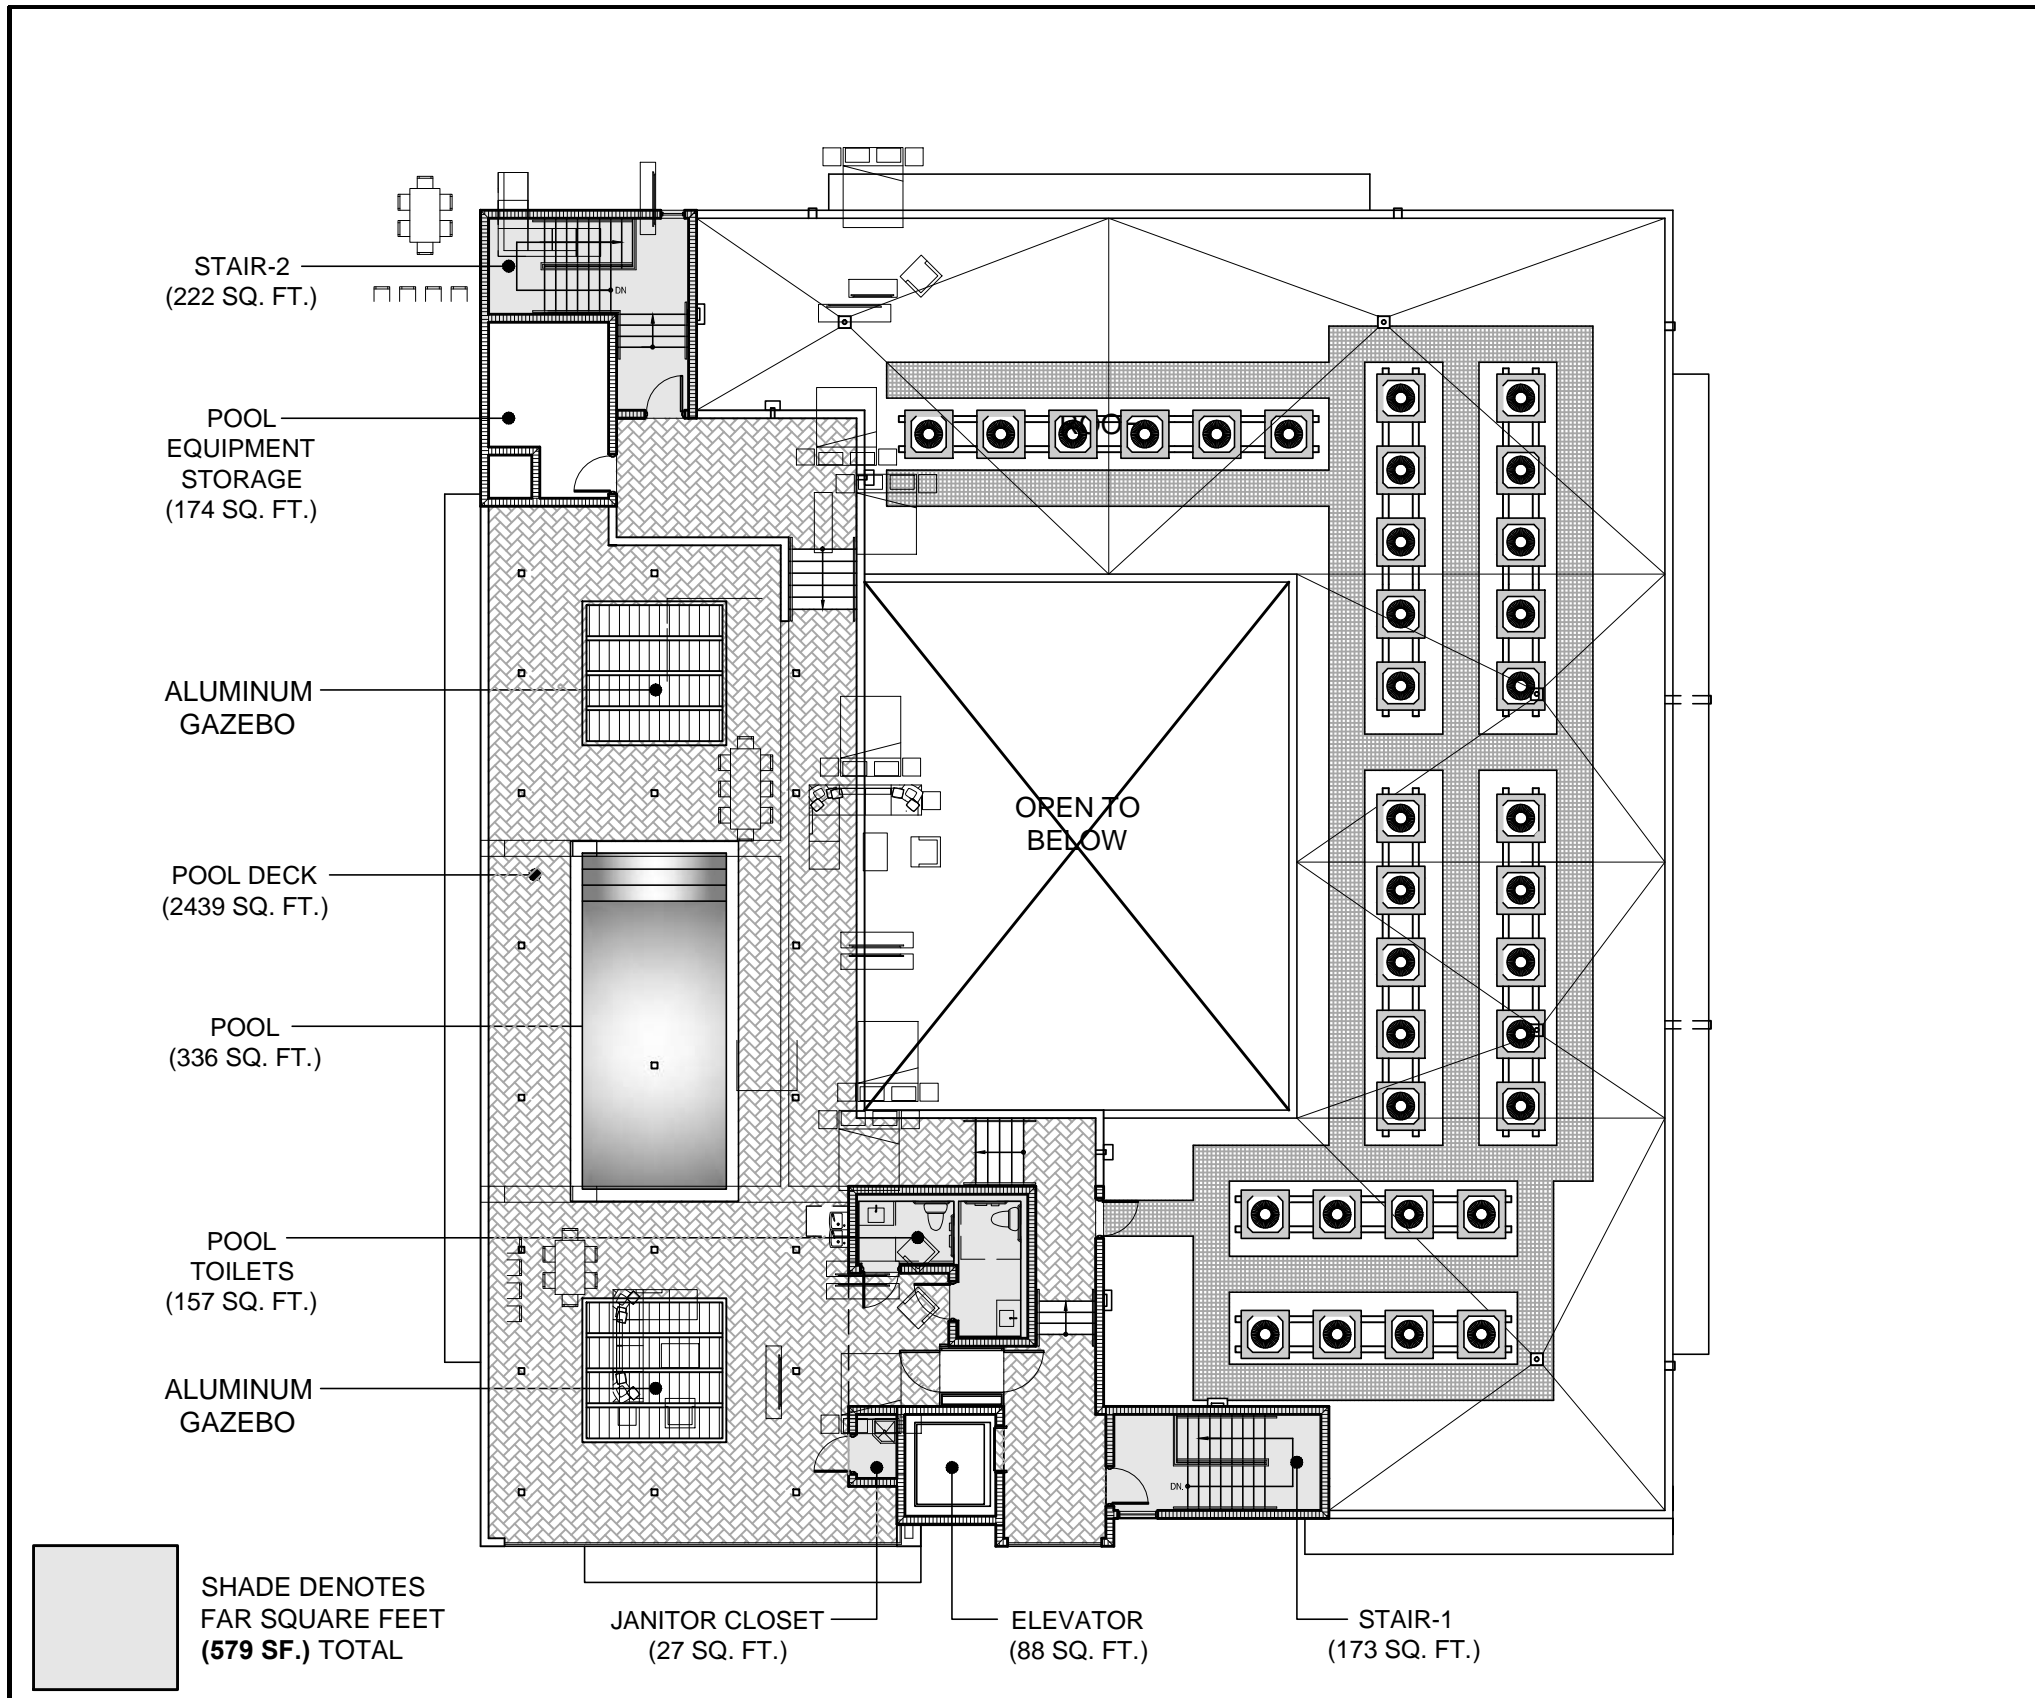 STAIR-2
(222 SQ. FT.)
DN
POOL
EQUIPMENT
STORAGE
(174 SQ. FT.)
ALUMINUM
GAZEBO
OPEN TO
BELOW
POOL DECK
(2439 SQ. FT.)
POOL
(336 SQ. FT.)
POOL
TOILETS
(157 SQ. FT.)
ALUMINUM
GAZEBO
DN.
SHADE DENOTES
FAR SQUARE FEET
(579 SF.) TOTAL
JANITOR CLOSET
(27 SQ. FT.)
ELEVATOR
(88 SQ. FT.)
STAIR-1
(173 SQ. FT.)